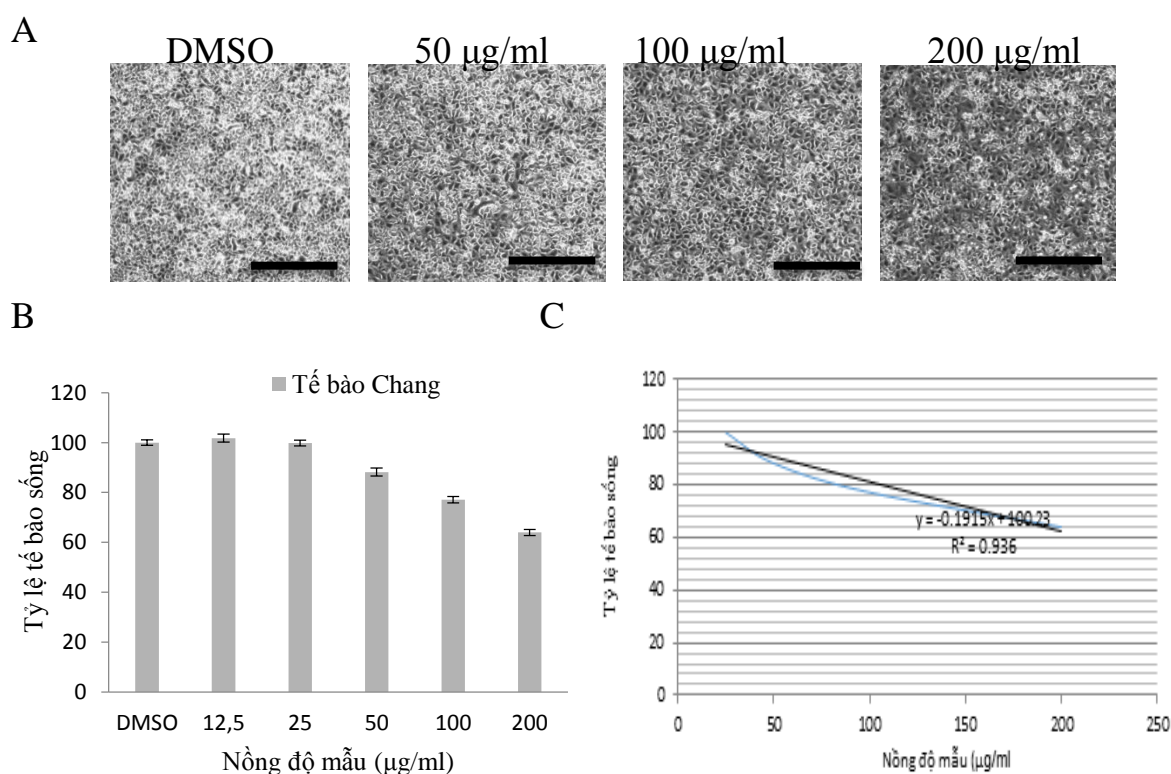 A
DMSO
50 μg/ml
100 μg/ml
200 μg/ml
B
Tế bào Chang
120
100
80
60
40
20
0
Tỷ lệ tế bào sống
DMSO 12,5 25 50 100 200
Nồng độ mẫu (μg/ml)
C
120
100
80
60
40
20
0
Tỷ lệ tế bào sống
y = -0.1915x + 100.23
R² = 0.936
0 50 100 150 200 250
Nồng độ mẫu (μg/ml